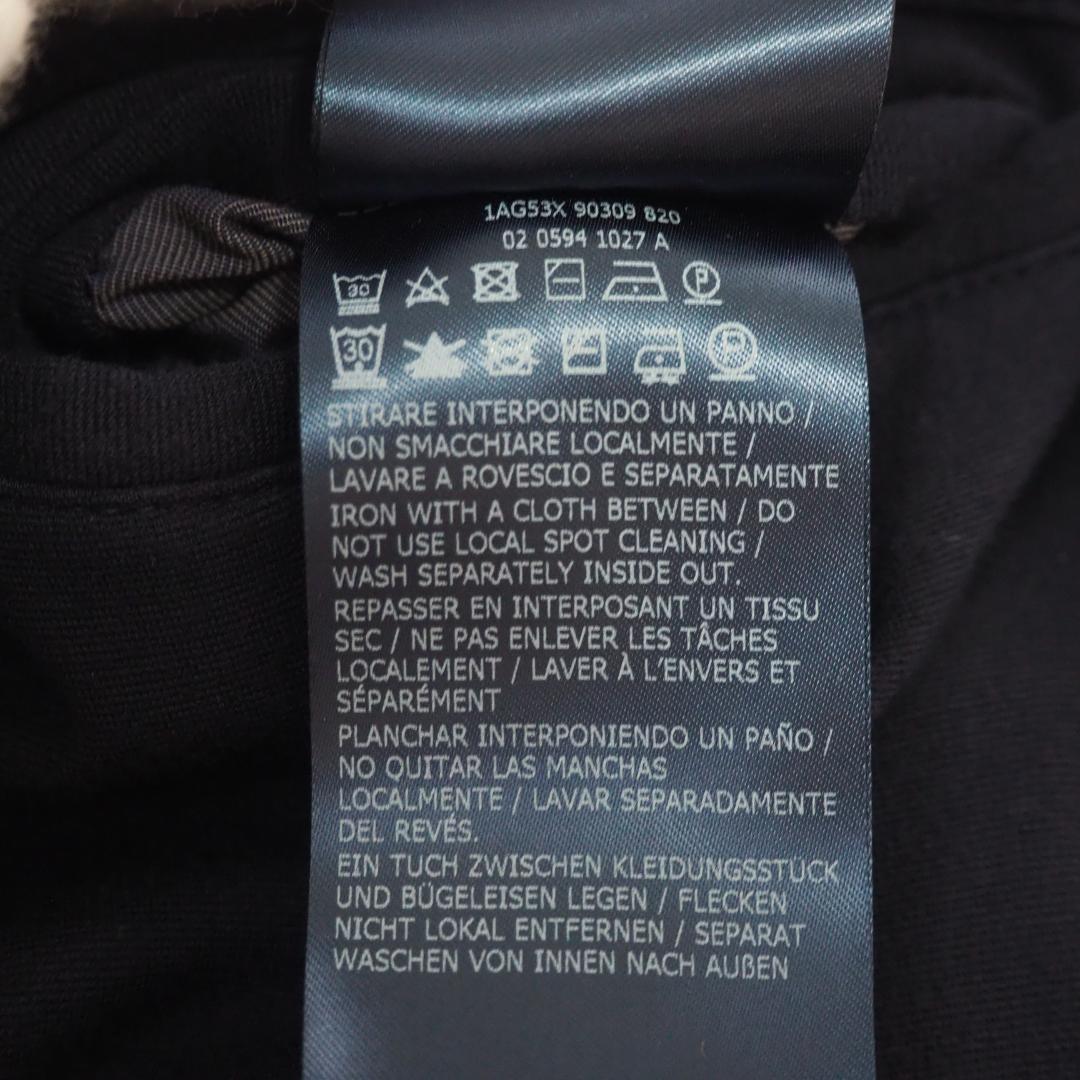 1AG53X 90309 820
02 0594 1027 A
30 P
30 P
STIRARE INTERPONENDO UN PANNO /
NON SMACCHIARE LOCALMENTE /
LAVARE A ROVESCIO E SEPARATAMENTE
IRON WITH A CLOTH BETWEEN / DO
NOT USE LOCAL SPOT CLEANING /
WASH SEPARATELY INSIDE OUT.
REPASSER EN INTERPOSANT UN TISSU
SEC / NE PAS ENLEVER LES TÂCHES
LOCALEMENT / LAVER À L'ENVERS ET
SÉPARÉMENT
PLANCHAR INTERPONIENDO UN PAÑO /
NO QUITAR LAS MANCHAS
LOCALMENTE / LAVAR SEPARADAMENTE
DEL REVÉS.
EIN TUCH ZWISCHEN KLEIDUNGSSTÜCK
UND BÜGELEISEN LEGEN / FLECKEN
NICHT LOKAL ENTFERNEN / SEPARAT
WASCHEN VON INNEN NACH AUßEN